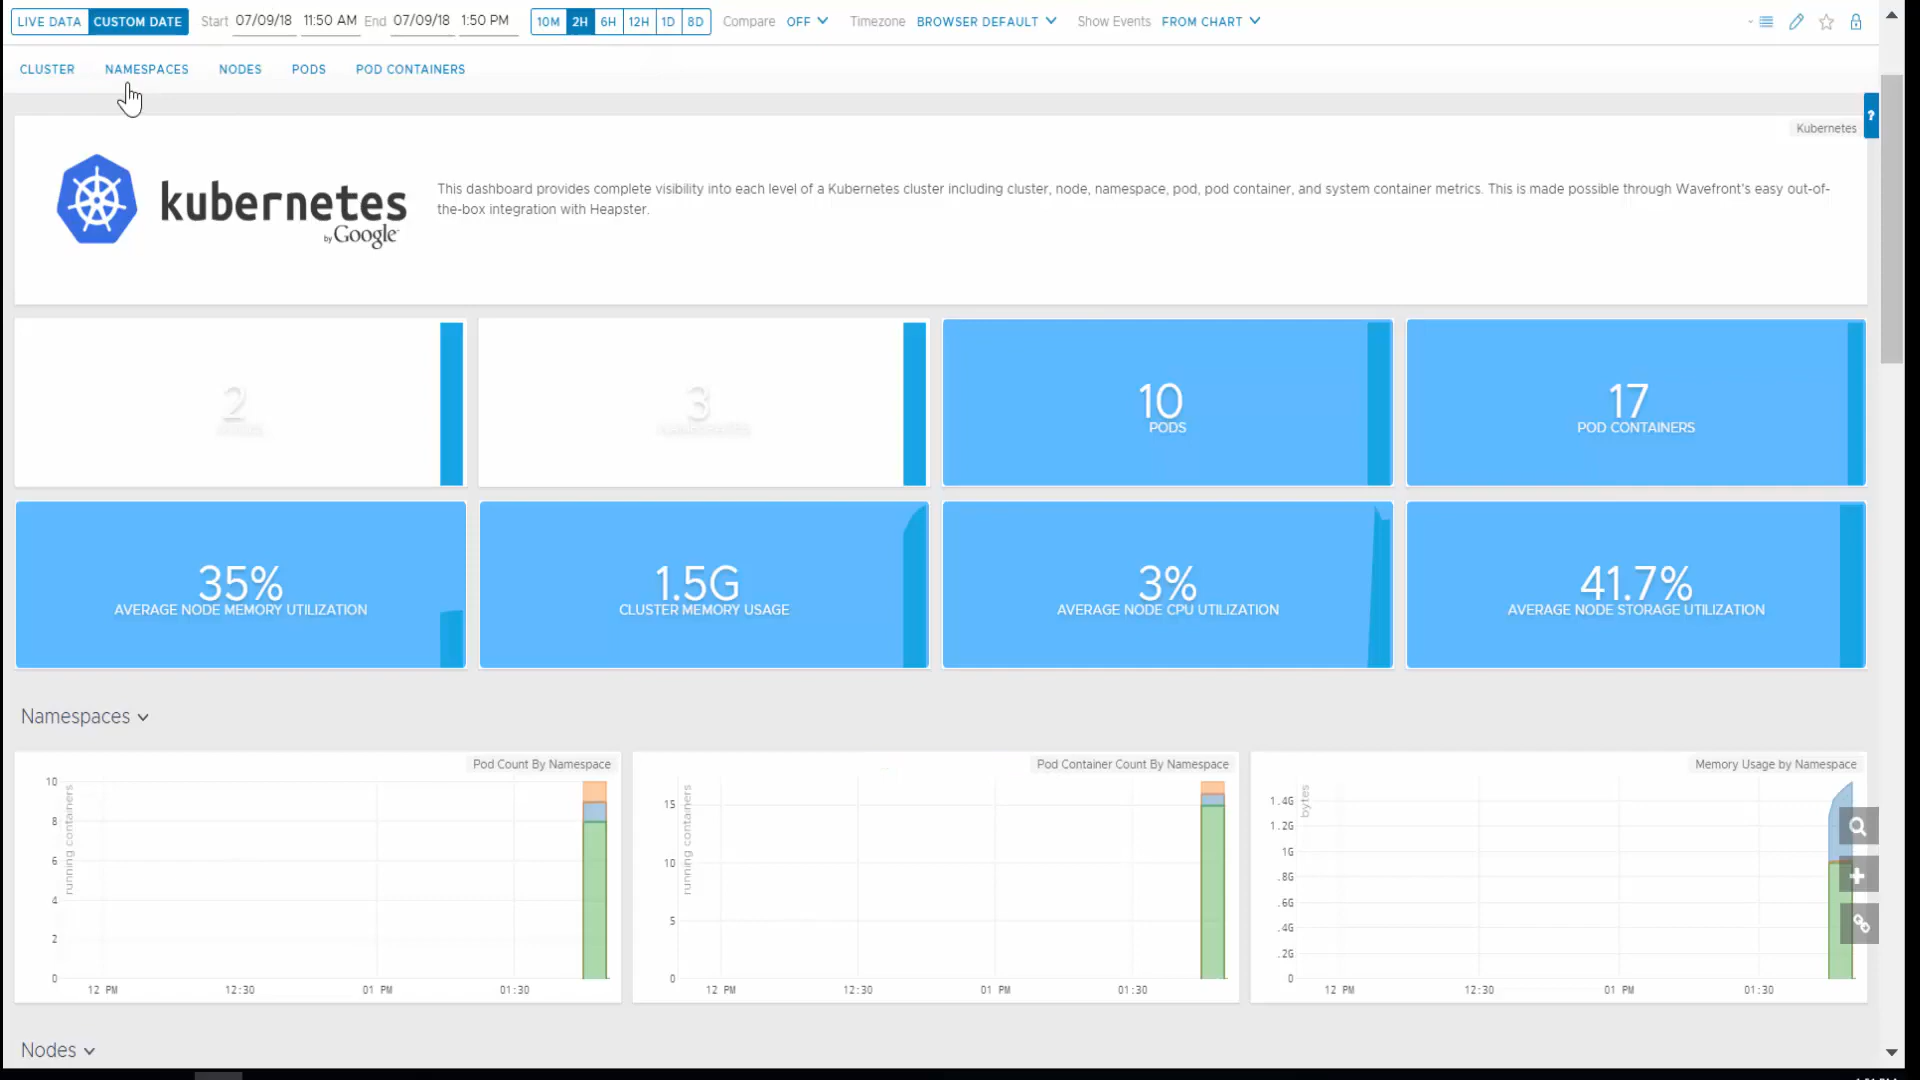 LIVE DATA CUSTOM DATE Start 07/09/18 11:50 AM End 07/09/18 1:50 PM 10M 2H 6H 12H 1D 8D Compare OFF Timezone BROWSER DEFAULT Show Events FROM CHART
CLUSTER NAMESPACES NODES PODS POD CONTAINERS
?
Kubernetes
kubernetes
by Google
This dashboard provides complete visibility into each level of a Kubernetes cluster including cluster, node, namespace, pod, pod container, and system container metrics. This is made possible through Wavefront's easy out-of-
the-box integration with Heapster.
2 3 10 17
NAMESPACES PODS POD CONTAINERS
35% 1.5G 3% 41.7%
AVERAGE NODE MEMORY UTILIZATION CLUSTER MEMORY USAGE AVERAGE NODE CPU UTILIZATION AVERAGE NODE STORAGE UTILIZATION
Namespaces
Pod Count By Namespace
10
8
6
4
2
0
running containers
12 PM 12:30 01 PM 01:30
Pod Container Count By Namespace
15
10
5
0
running containers
12 PM 12:30 01 PM 01:30
Memory Usage by Namespace
1.4G
1.2G
1G
.8G
.6G
.4G
.2G
0
bytes
12 PM 12:30 01 PM 01:30
Nodes